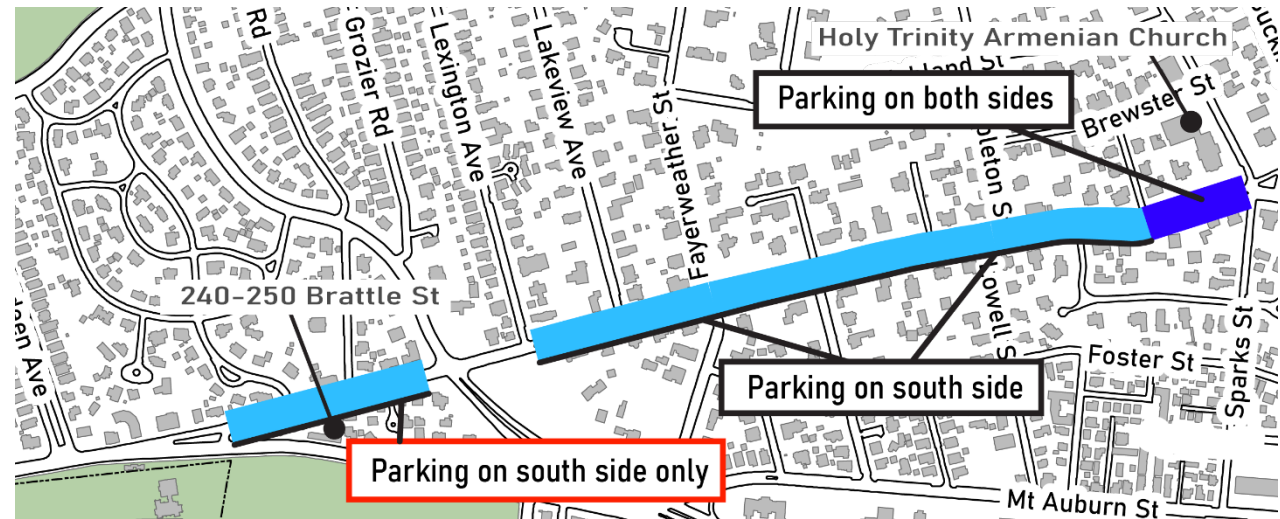 Holy Trinity Armenian Church
Parking on both sides
Brewster St
Rd
Grozier Rd
Lexington Ave
Lakeview Ave
Fayerweather St
240-250 Brattle St
Parking on south side
Parking on south side only
Lowell S
Foster St
Sparks St
Mt Auburn St
Ave